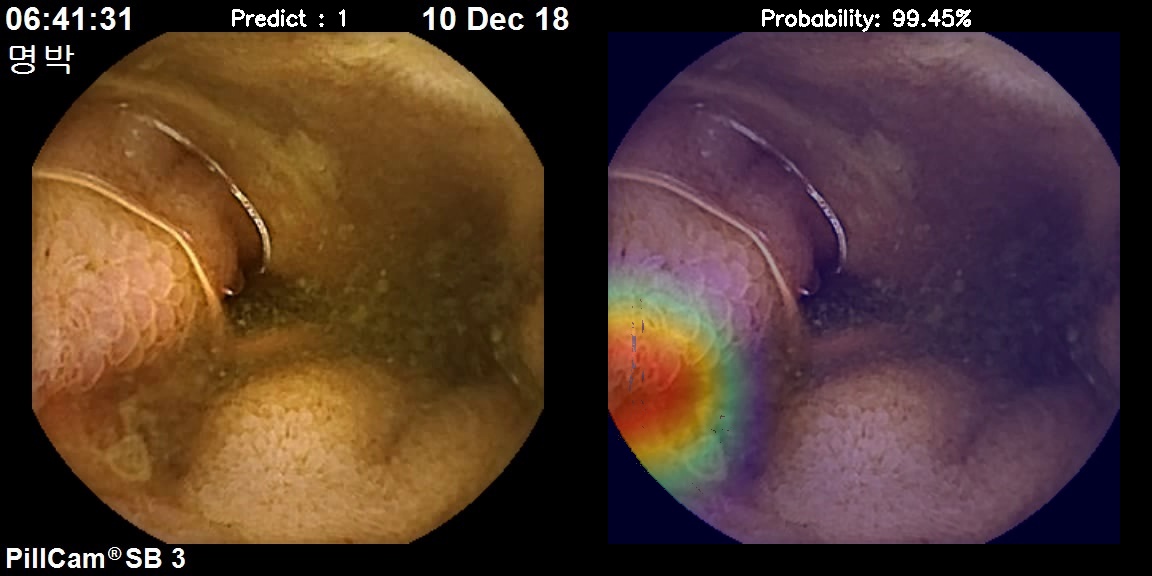 06:41:31
Predict : 1
10 Dec 18
Probability: 99.45%
명박
PillCam® SB 3